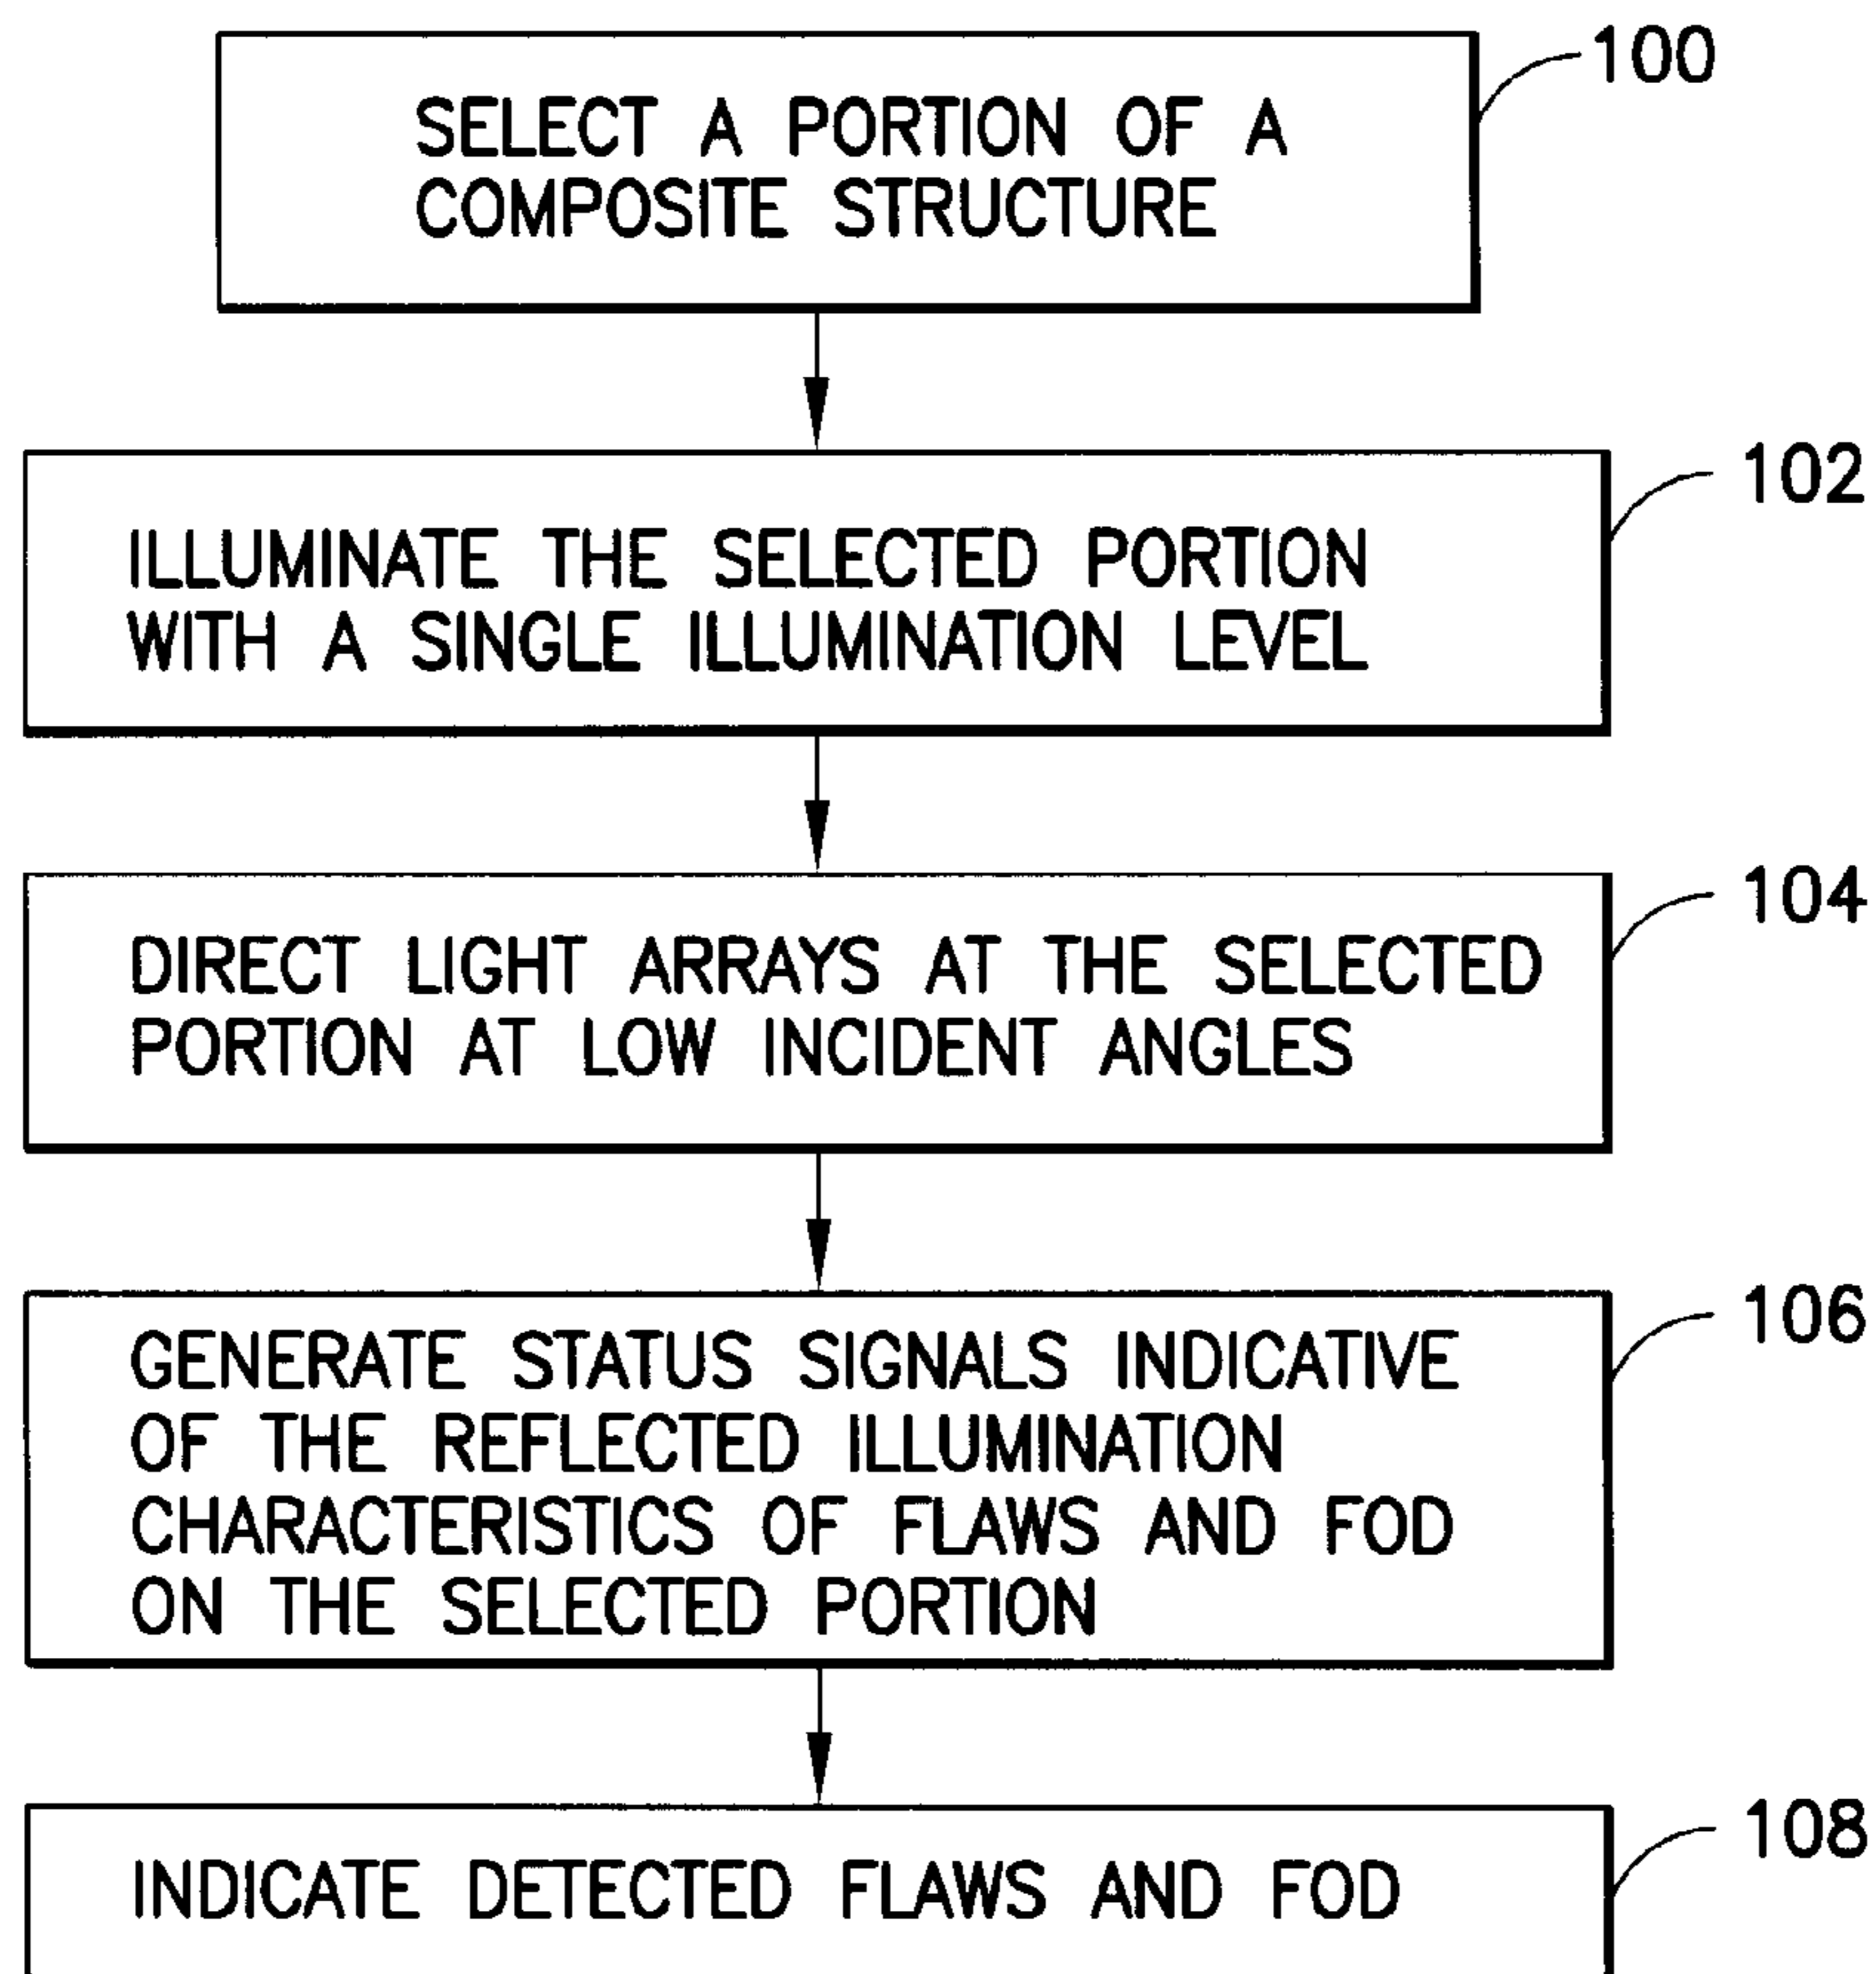 100
SELECT A PORTION OF A
COMPOSITE STRUCTURE
102
ILLUMINATE THE SELECTED PORTION
WITH A SINGLE ILLUMINATION LEVEL
104
DIRECT LIGHT ARRAYS AT THE SELECTED
PORTION AT LOW INCIDENT ANGLES
106
GENERATE STATUS SIGNALS INDICATIVE
OF THE REFLECTED ILLUMINATION
CHARACTERISTICS OF FLAWS AND FOD
ON THE SELECTED PORTION
108
INDICATE DETECTED FLAWS AND FOD